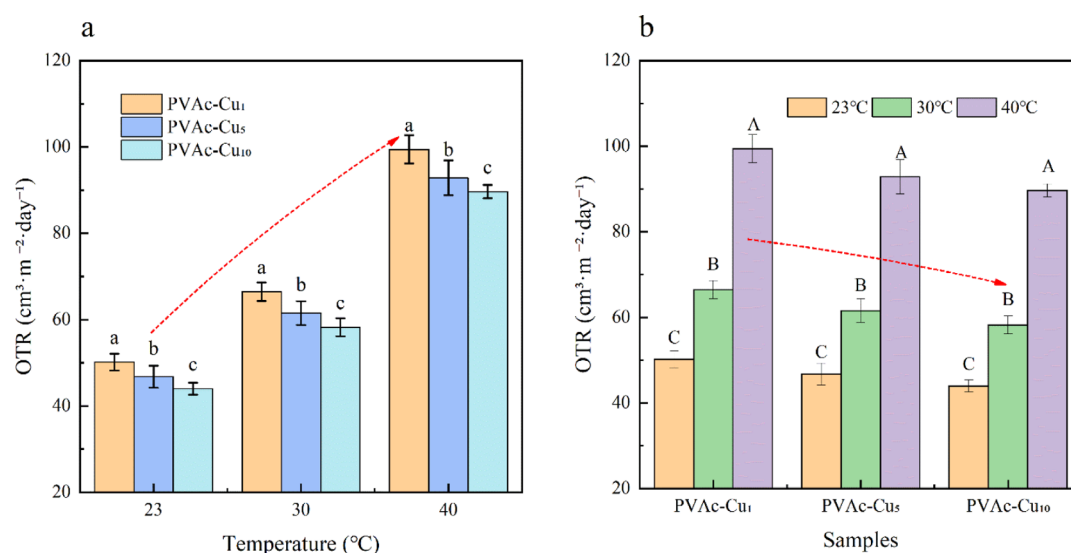 a
120
100
80
60
40
20
OTR (cm³·m⁻²·day⁻¹)
PVAc-Cu₁
PVAc-Cu₅
PVAc-Cu₁₀
a
b
c
a
b
c
a
b
c
23
30
40
Temperature (℃)
b
120
100
80
60
40
20
OTR (cm³·m⁻²·day⁻¹)
23℃
30℃
40℃
C
B
A
C
B
A
C
B
A
PVAc-Cu₁
PVAc-Cu₅
PVAc-Cu₁₀
Samples